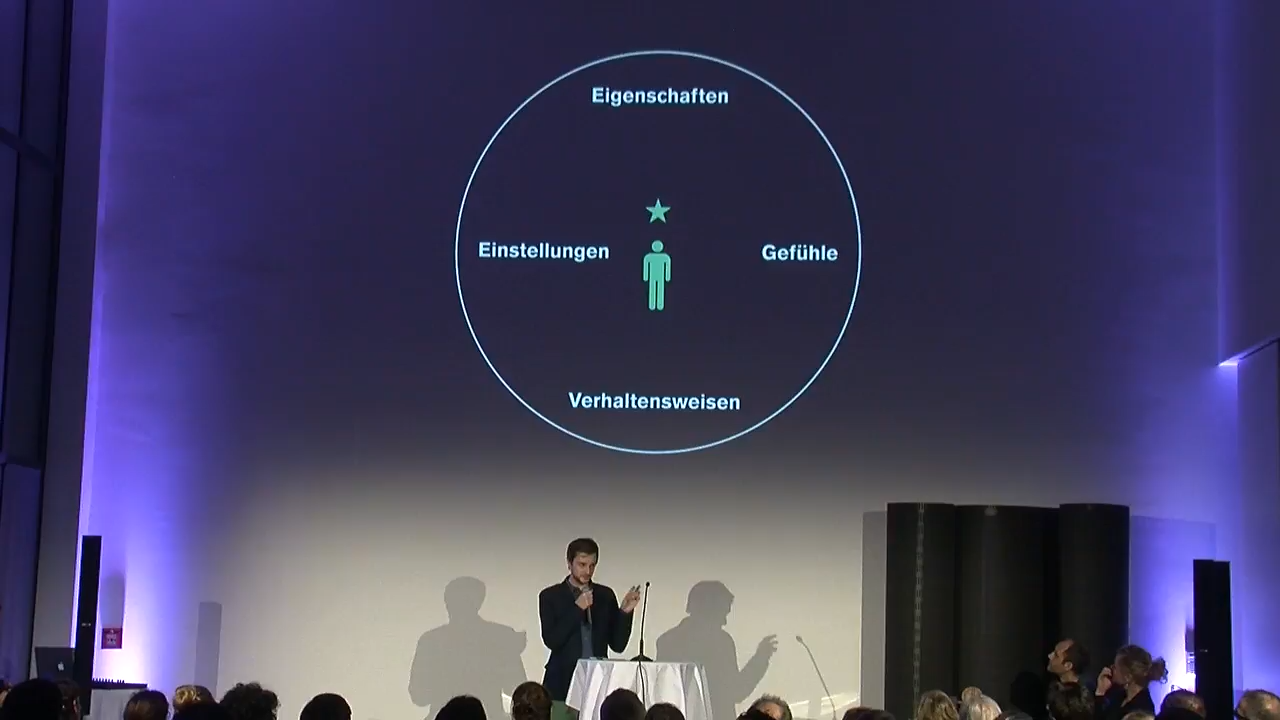 Eigenschaften
Einstellungen
Gefühle
Verhaltensweisen